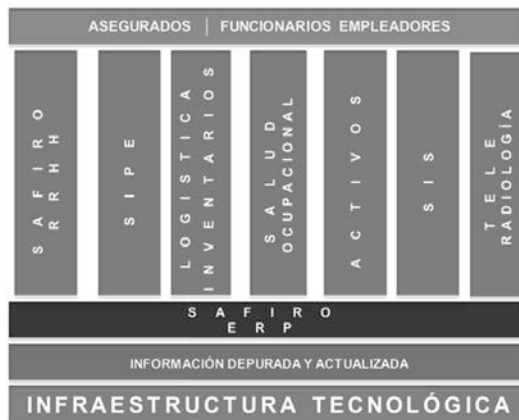 ASEGURADOS | FUNCIONARIOS EMPLEADORES
SAFIRO
RRHH
SIPE
LOGISTICA
INVENTARIOS
SALUD
OCUPACIONAL
ACTIVOS
SIS
TELE
RADIOLOGÍA
SAFIRO
ERP
INFORMACIÓN DEPURADA Y ACTUALIZADA
INFRAESTRUCTURA TECNOLÓGICA